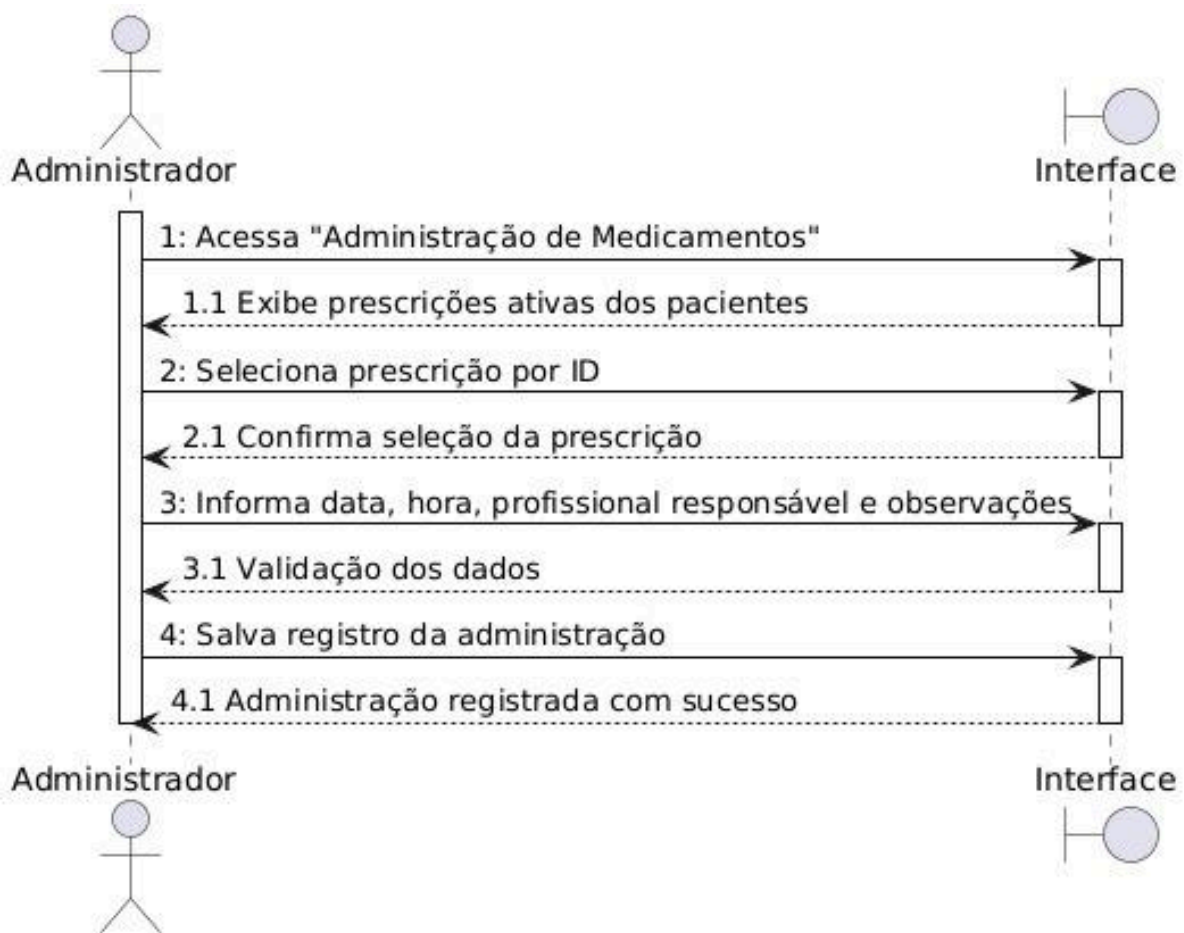 Administrador
Interface
1: Acessa "Administração de Medicamentos"
1.1 Exibe prescrições ativas dos pacientes
2: Seleciona prescrição por ID
2.1 Confirma seleção da prescrição
3: Informa data, hora, profissional responsável e observações
3.1 Validação dos dados
4: Salva registro da administração
4.1 Administração registrada com sucesso
Administrador
Interface